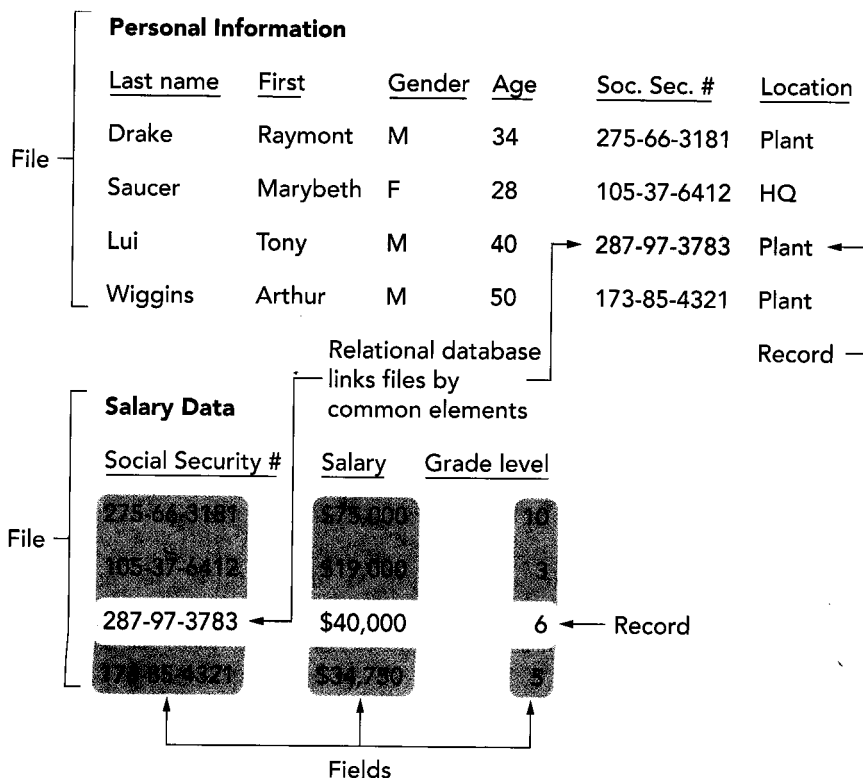 Personal Information
Last name First Gender Age Soc. Sec. # Location
Drake Raymont M 34 275-66-3181 Plant
File
Saucer Marybeth F 28 105-37-6412 HQ
Lui Tony M 40 287-97-3783 Plant
Wiggins Arthur M 50 173-85-4321 Plant
Record
Relational database
links files by
common elements
Salary Data
Social Security # Salary Grade level
275-66-3181 $75,000 10
File
105-37-6412 $19,000 3
287-97-3783 $40,000 6 Record
173-85-4321 $34,750 5
Fields